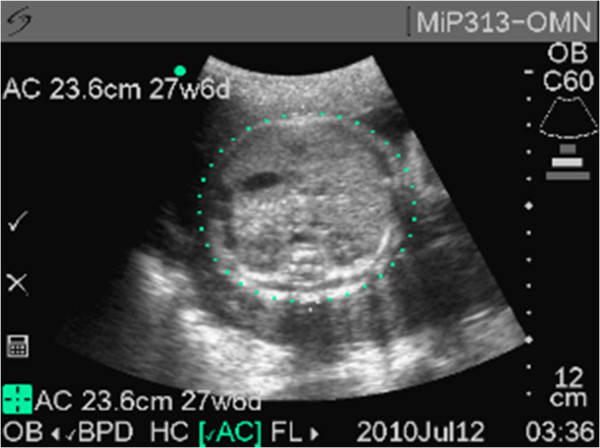 MiP313-OMN
OB
C60
AC 23.6cm 27w6d
12
cm
AC 23.6cm 27w6d
OB BPD HC [✓AC] FL 2010Jul12 03:36